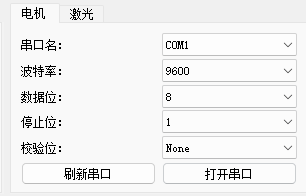 电机 激光
串口名： COM1
波特率： 9600
数据位： 8
停止位： 1
校验位： None
刷新串口 打开串口